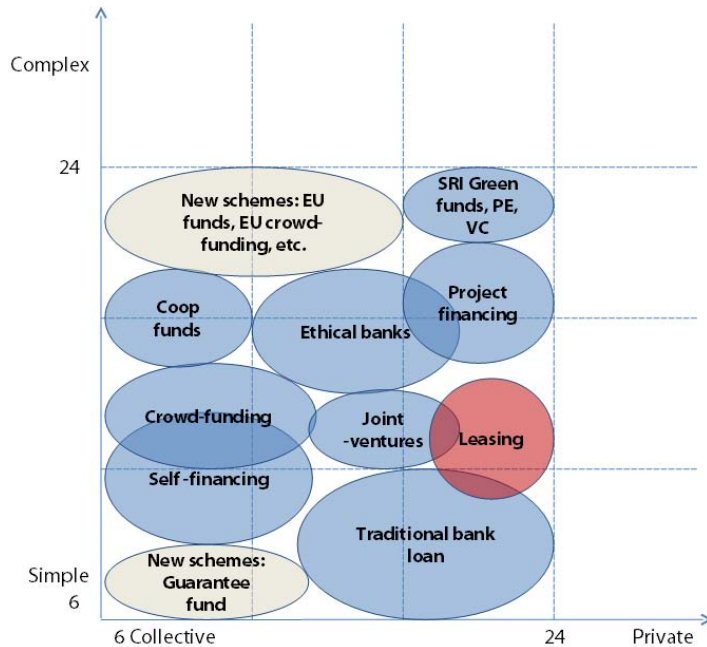 Complex
24
New schemes: EU
funds, EU crowd-
funding, etc.
SRI Green
funds, PE,
VC
Coop
funds
Ethical banks
Project
financing
Crowd-funding
Joint
-ventures
Leasing
Self-financing
Traditional bank
loan
New schemes:
Guarantee
fund
Simple
6
6 Collective
24
Private